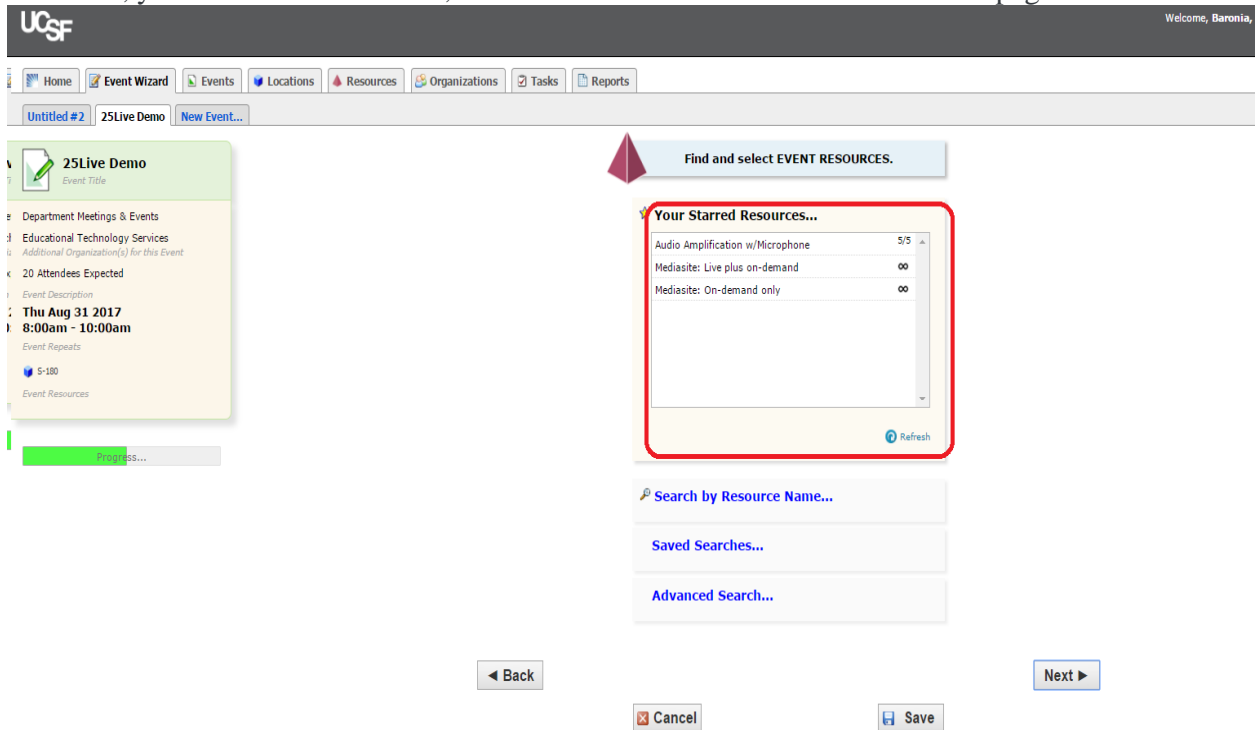 UCSF
Welcome, Baronia,
Home Event Wizard Events Locations Resources Organizations Tasks Reports
Untitled #2 25Live Demo New Event...
25Live Demo
Event Title
Department Meetings & Events
Educational Technology Services
Additional Organization(s) for this Event
20 Attendees Expected
Event Description
Thu Aug 31 2017
8:00am - 10:00am
Event Repeats
S-180
Event Resources
Progress...
Find and select EVENT RESOURCES.
Your Starred Resources...
Audio Amplification w/Microphone 5/5
Mediasite: Live plus on-demand ∞
Mediasite: On-demand only ∞
Refresh
Search by Resource Name...
Saved Searches...
Advanced Search...
◄ Back
Next ►
Cancel
Save